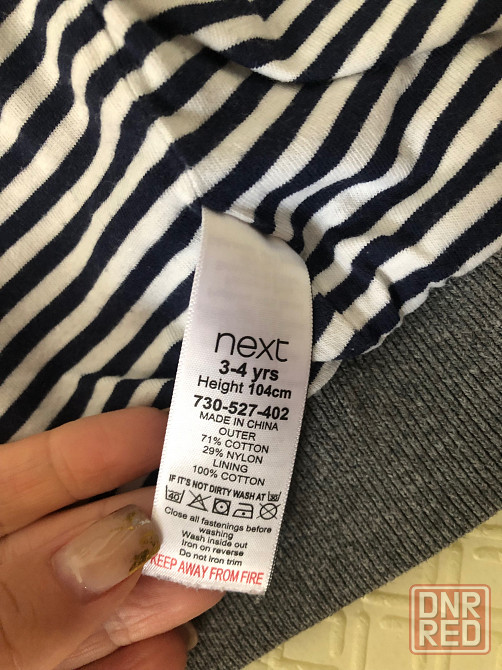 next
3-4 yrs
Height 104cm
730-527-402
MADE IN CHINA
OUTER
71% COTTON
29% NYLON
LINING
100% COTTON
IF IT'S NOT DIRTY WASH AT 30
40
Close all fastenings before
washing
Wash inside out
Iron on reverse
Do not iron trim
KEEP AWAY FROM FIRE
DNR
RED